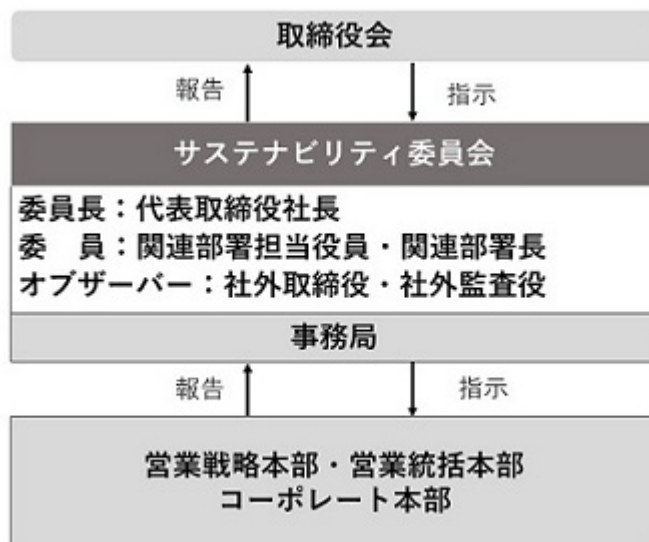 取締役会
報告
指示
サステナビリティ委員会
委員長：代表取締役社長
委　員：関連部署担当役員・関連部署長
オブザーバー：社外取締役・社外監査役
事務局
報告
指示
営業戦略本部・営業統括本部
コーポレート本部